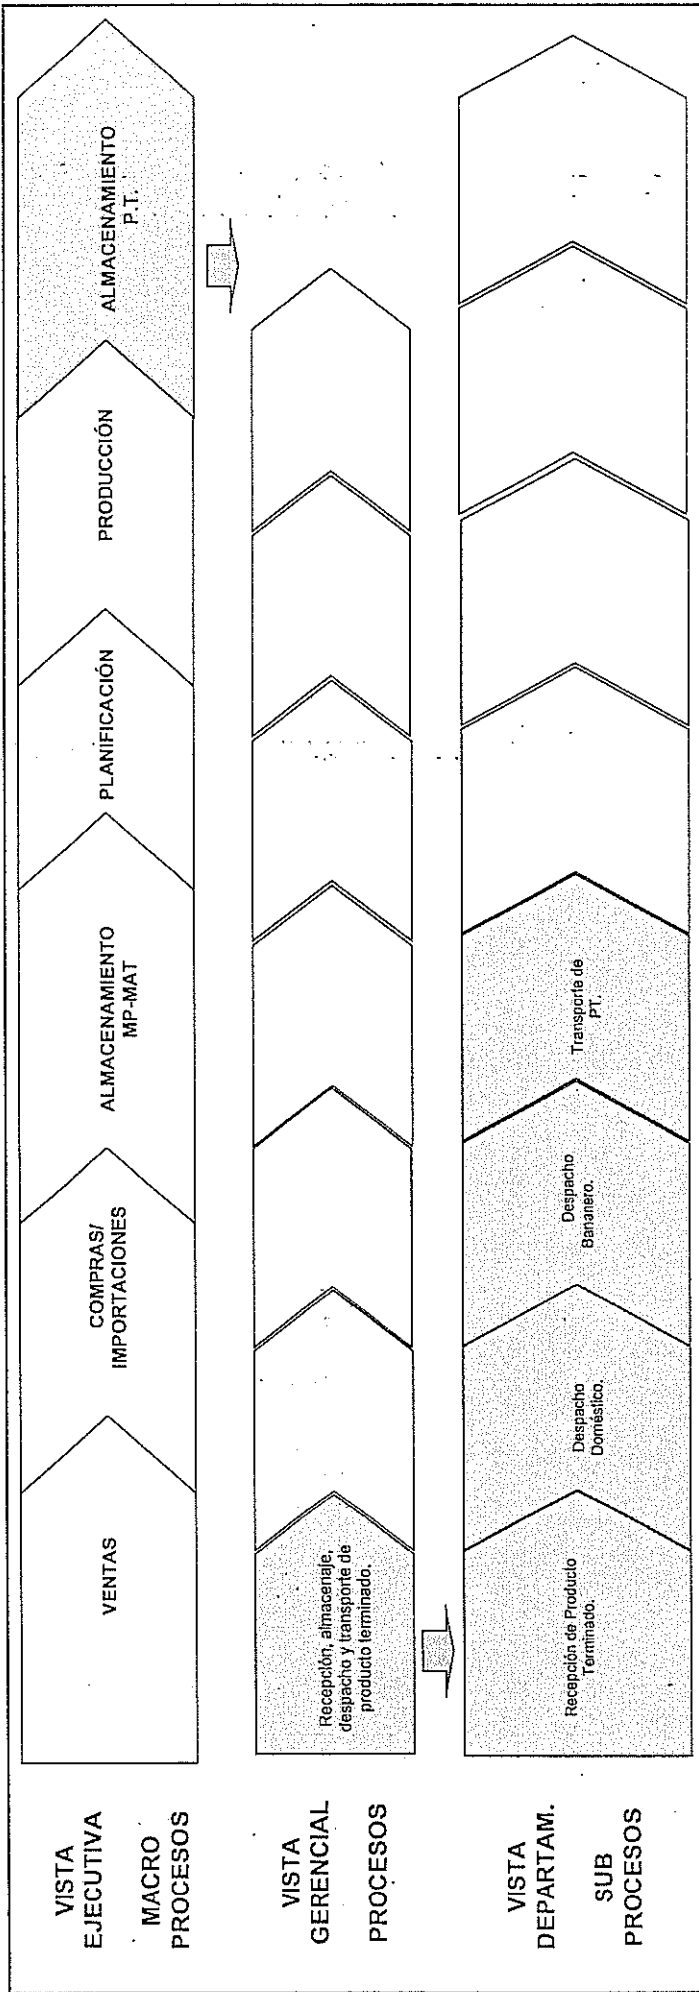 VISTA
EJECUTIVA
MACRO
PROCESOS
VENTAS
COMPRAS/
IMPORTACIONES
ALMACENAMIENTO
MP-MAT
PLANIFICACIÓN
PRODUCCIÓN
ALMACENAMIENTO
P.T.
VISTA
GERENCIAL
PROCESOS
Recepción, almacenaje,
despacho y transporte de
producto terminado.
VISTA
DEPARTAM.
SUB
PROCESOS
Recepción de Producto
Terminado.
Despacho
Doméstico.
Despacho
Bananero.
Transporte de
PT.